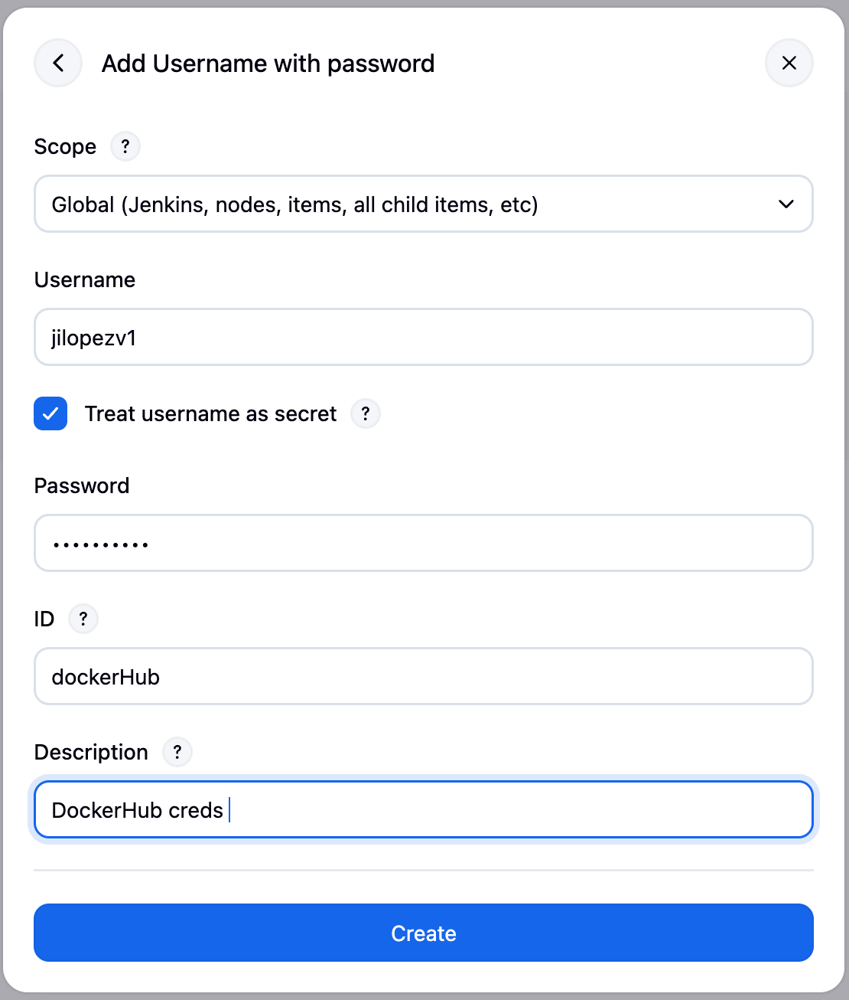 Add Username with password
Scope ?
Global (Jenkins, nodes, items, all child items, etc)
Username
jilopezv1
Treat username as secret ?
Password
••••••••••
ID ?
dockerHub
Description ?
DockerHub creds
Create